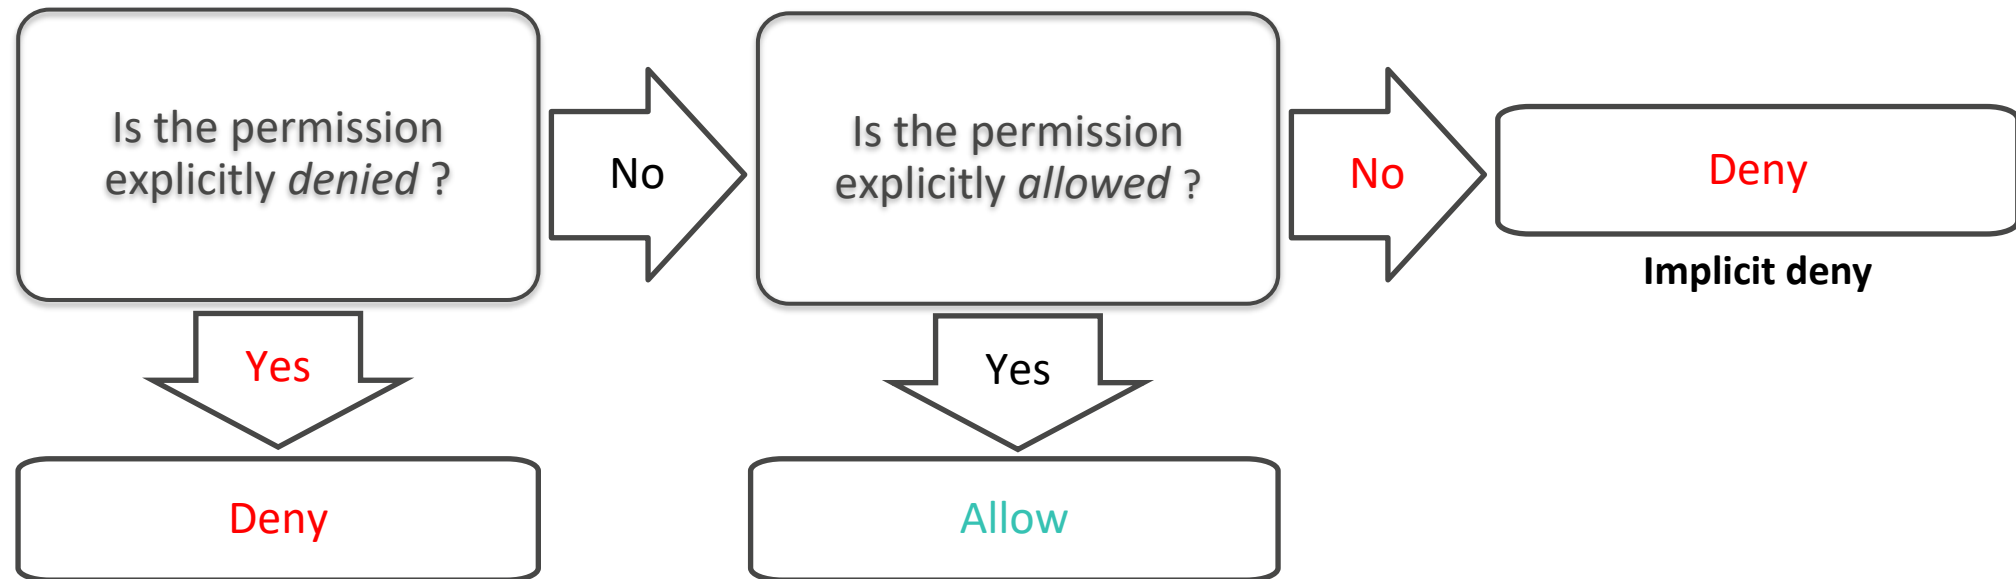 Is the permission
explicitly denied ?
No
Is the permission
explicitly allowed ?
No
Deny
Implicit deny
Yes
Yes
Deny
Allow